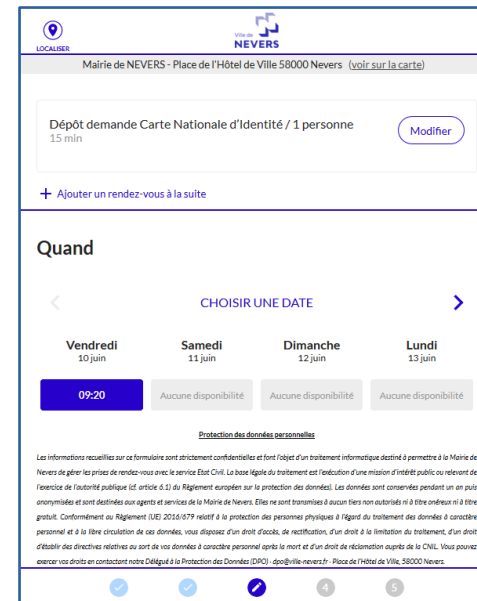 LOCALISER
Ville de
NEVERS
Mairie de NEVERS - Place de l'Hôtel de Ville 58000 Nevers (voir sur la carte)
Dépôt demande Carte Nationale d'Identité / 1 personne
15 min
Modifier
+ Ajouter un rendez-vous à la suite
Quand
CHOISIR UNE DATE
Vendredi Samedi Dimanche Lundi
10 juin 11 juin 12 juin 13 juin
09:20 Aucune disponibilité Aucune disponibilité Aucune disponibilité
Protection des données personnelles
Les informations recueillies sur ce formulaire sont strictement confidentielles et font l'objet d'un traitement informatique destiné à permettre à la Mairie de
Nevers de gérer les prises de rendez-vous avec le service Etat Civil. La base légale du traitement est l'exécution d'une mission d'intérêt public ou relevant de
l'exercice de l'autorité publique (cf. article 6.1) du Règlement européen sur la protection des données). Les données sont conservées pendant un an puis
anonymisées et sont destinées aux agents et services de la Mairie de Nevers. Elles ne sont transmises à aucun tiers non autorisés ni à titre onéreux ni à titre
gratuit. Conformément au Règlement (UE) 2016/679 relatif à la protection des personnes physiques à l'égard du traitement des données à caractère
personnel et à la libre circulation de ces données, vous disposez d'un droit d'accès, de rectification, d'un droit à la limitation du traitement, d'un droit
d'établir des directives relatives au sort de vos données à caractère personnel après la mort et d'un droit de réclamation auprès de la CNIL. Vous pouvez
exercer vos droits en contactant notre Délégué à la Protection des Données (DPO) - dpo@ville-nevers.fr - Place de l'Hôtel de Ville, 58000 Nevers.
4 5